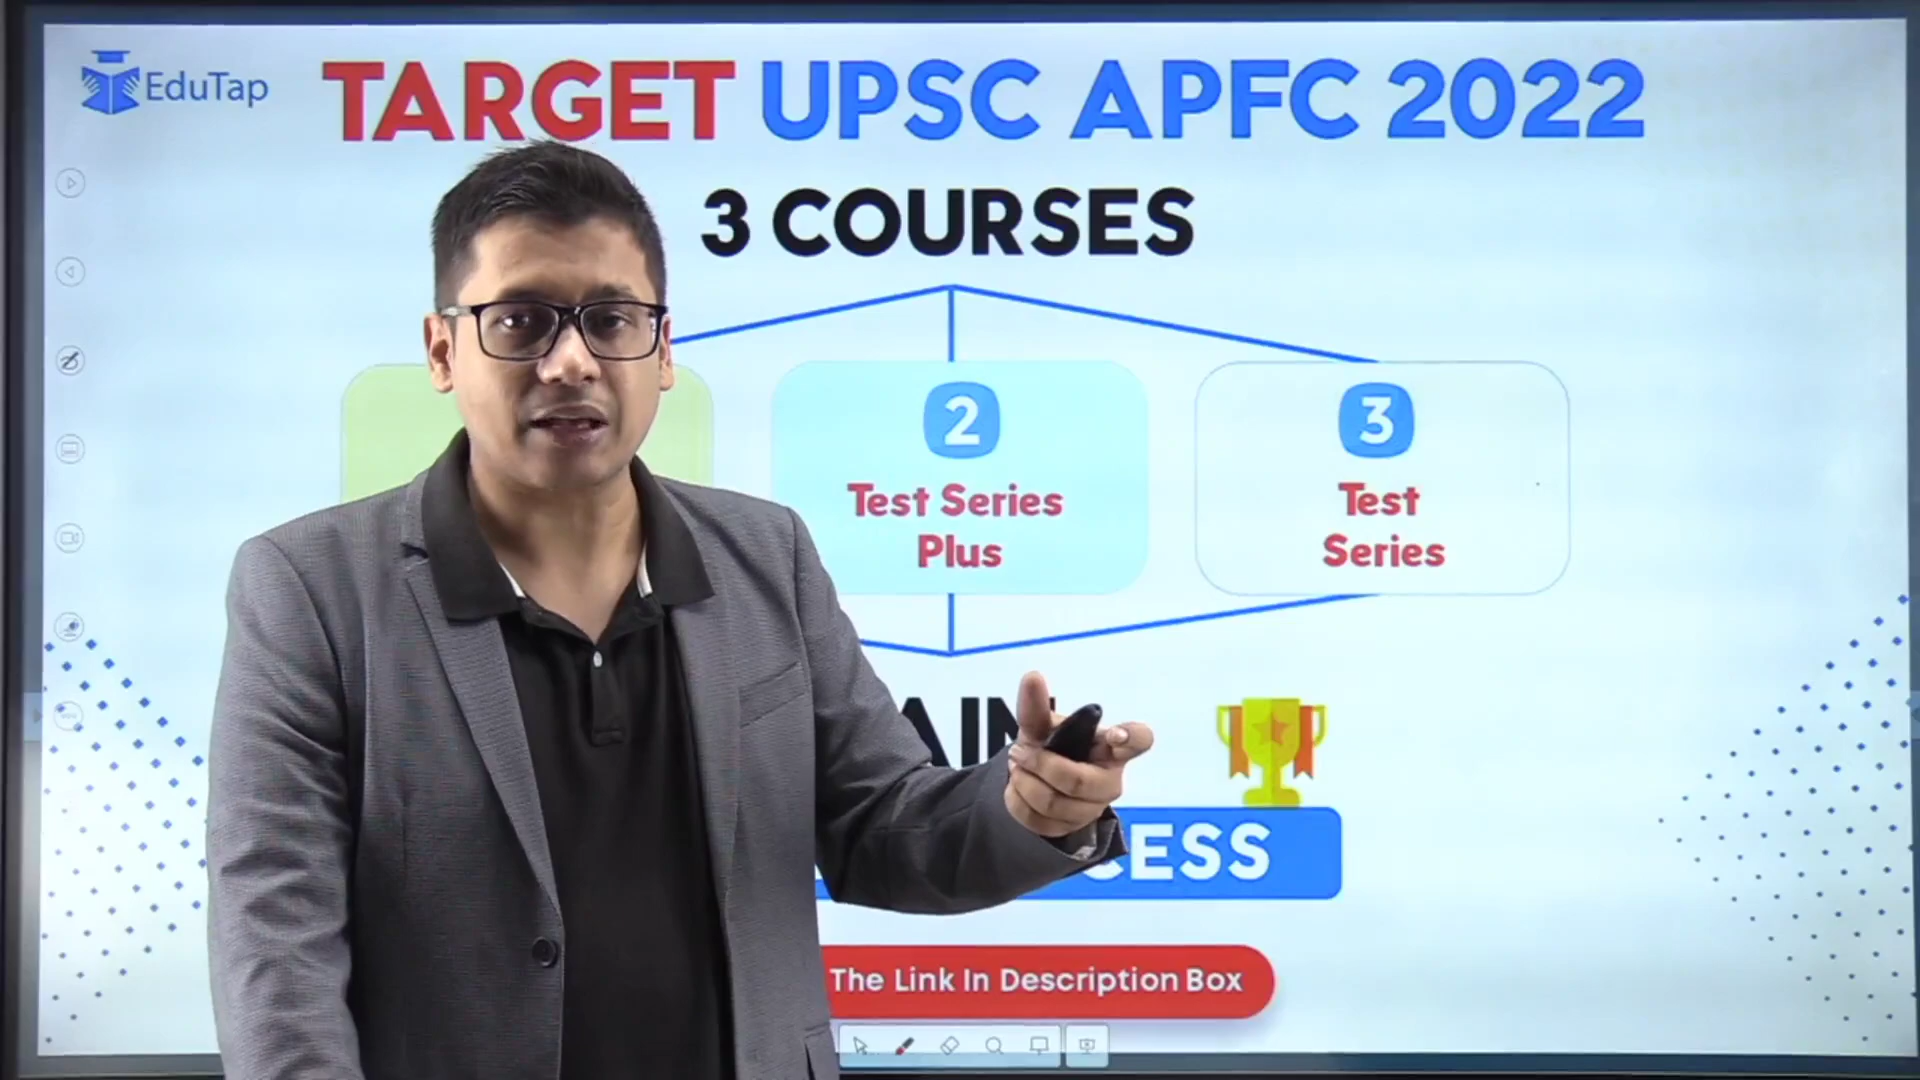 EduTap
TARGET UPSC APFC 2022
3 COURSES
2
Test Series
Plus
3
Test
Series
The Link In Description Box